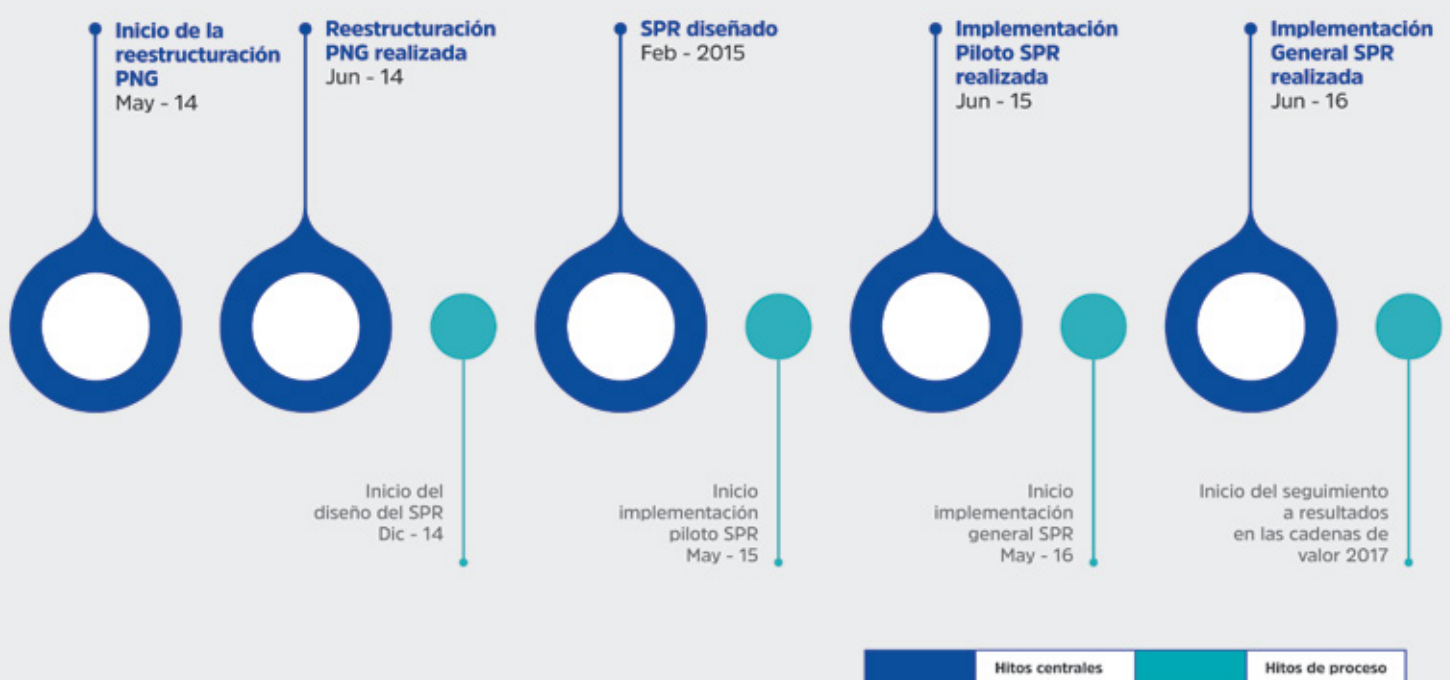 Inicio de la
reestructuración
PNG
May - 14
Reestructuración
PNG realizada
Jun - 14
SPR diseñado
Feb - 2015
Implementación
Piloto SPR
realizada
Jun - 15
Implementación
General SPR
realizada
Jun - 16
Inicio del
diseño del SPR
Dic - 14
Inicio
implementación
piloto SPR
May - 15
Inicio
implementación
general SPR
May - 16
Inicio del seguimiento
a resultados
en las cadenas de
valor 2017
Hitos centrales
Hitos de proceso